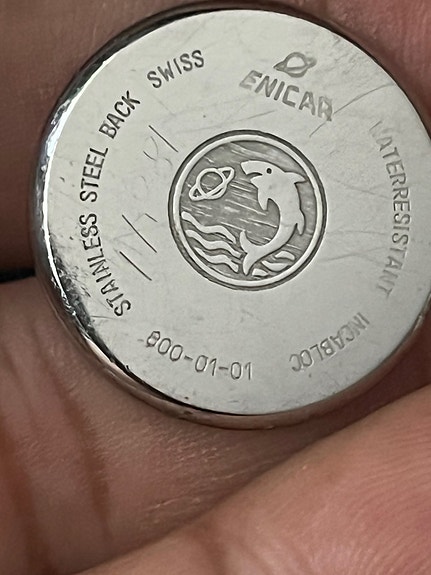 ENICAR
WATERRESISTANT
INCABLOC
800-01-01
STAINLESS STEEL BACK SWISS